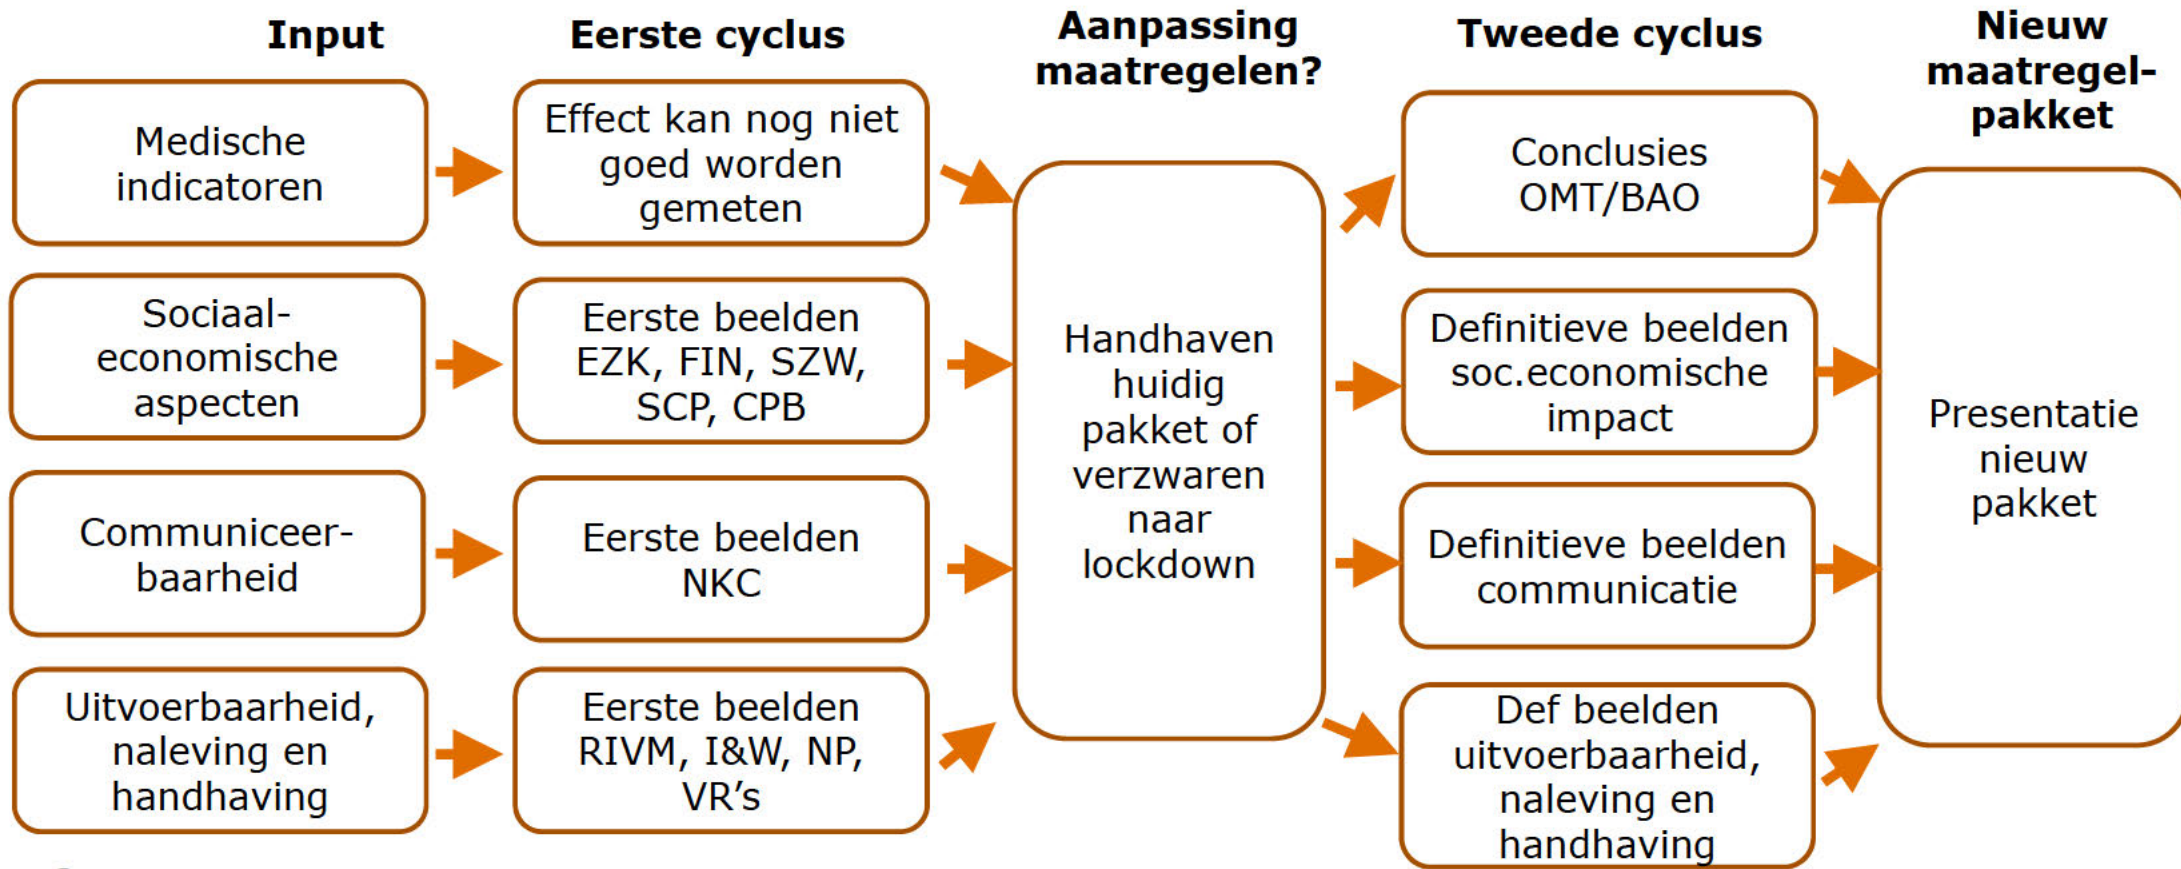 Input
Eerste cyclus
Aanpassing
maatregelen?
Tweede cyclus
Nieuw
maatregel-
pakket
Medische
indicatoren
Effect kan nog niet
goed worden
gemeten
Sociaal-
economische
aspecten
Eerste beelden
EZK, FIN, SZW,
SCP, CPB
Communiceer-
baarheid
Eerste beelden
NKC
Uitvoerbaarheid,
naleving en
handhaving
Eerste beelden
RIVM, I&W, NP,
VR’s
Handhaven
huidig
pakket of
verzwaren
naar
lockdown
Conclusies
OMT/BAO
Definitieve beelden
soc.economische
impact
Definitieve beelden
communicatie
Def beelden
uitvoerbaarheid,
naleving en
handhaving
Presentatie
nieuw
pakket